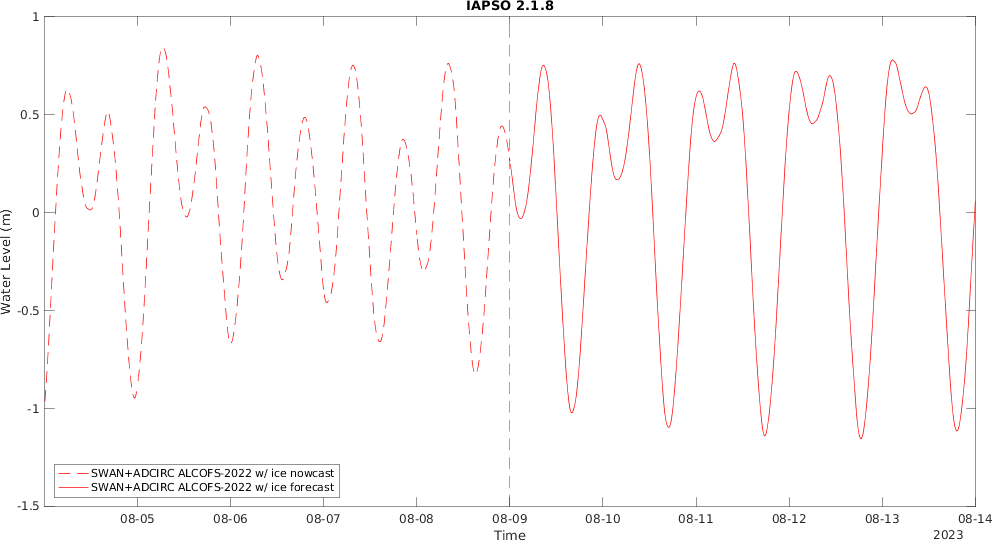 IAPSO 2.1.8
1
0.5
0
-0.5
-1
-1.5
Water Level (m)
SWAN+ADCIRC ALCOFS-2022 w/ ice nowcast
SWAN+ADCIRC ALCOFS-2022 w/ ice forecast
08-05 08-06 08-07 08-08 08-09 08-10 08-11 08-12 08-13 08-14
Time
2023